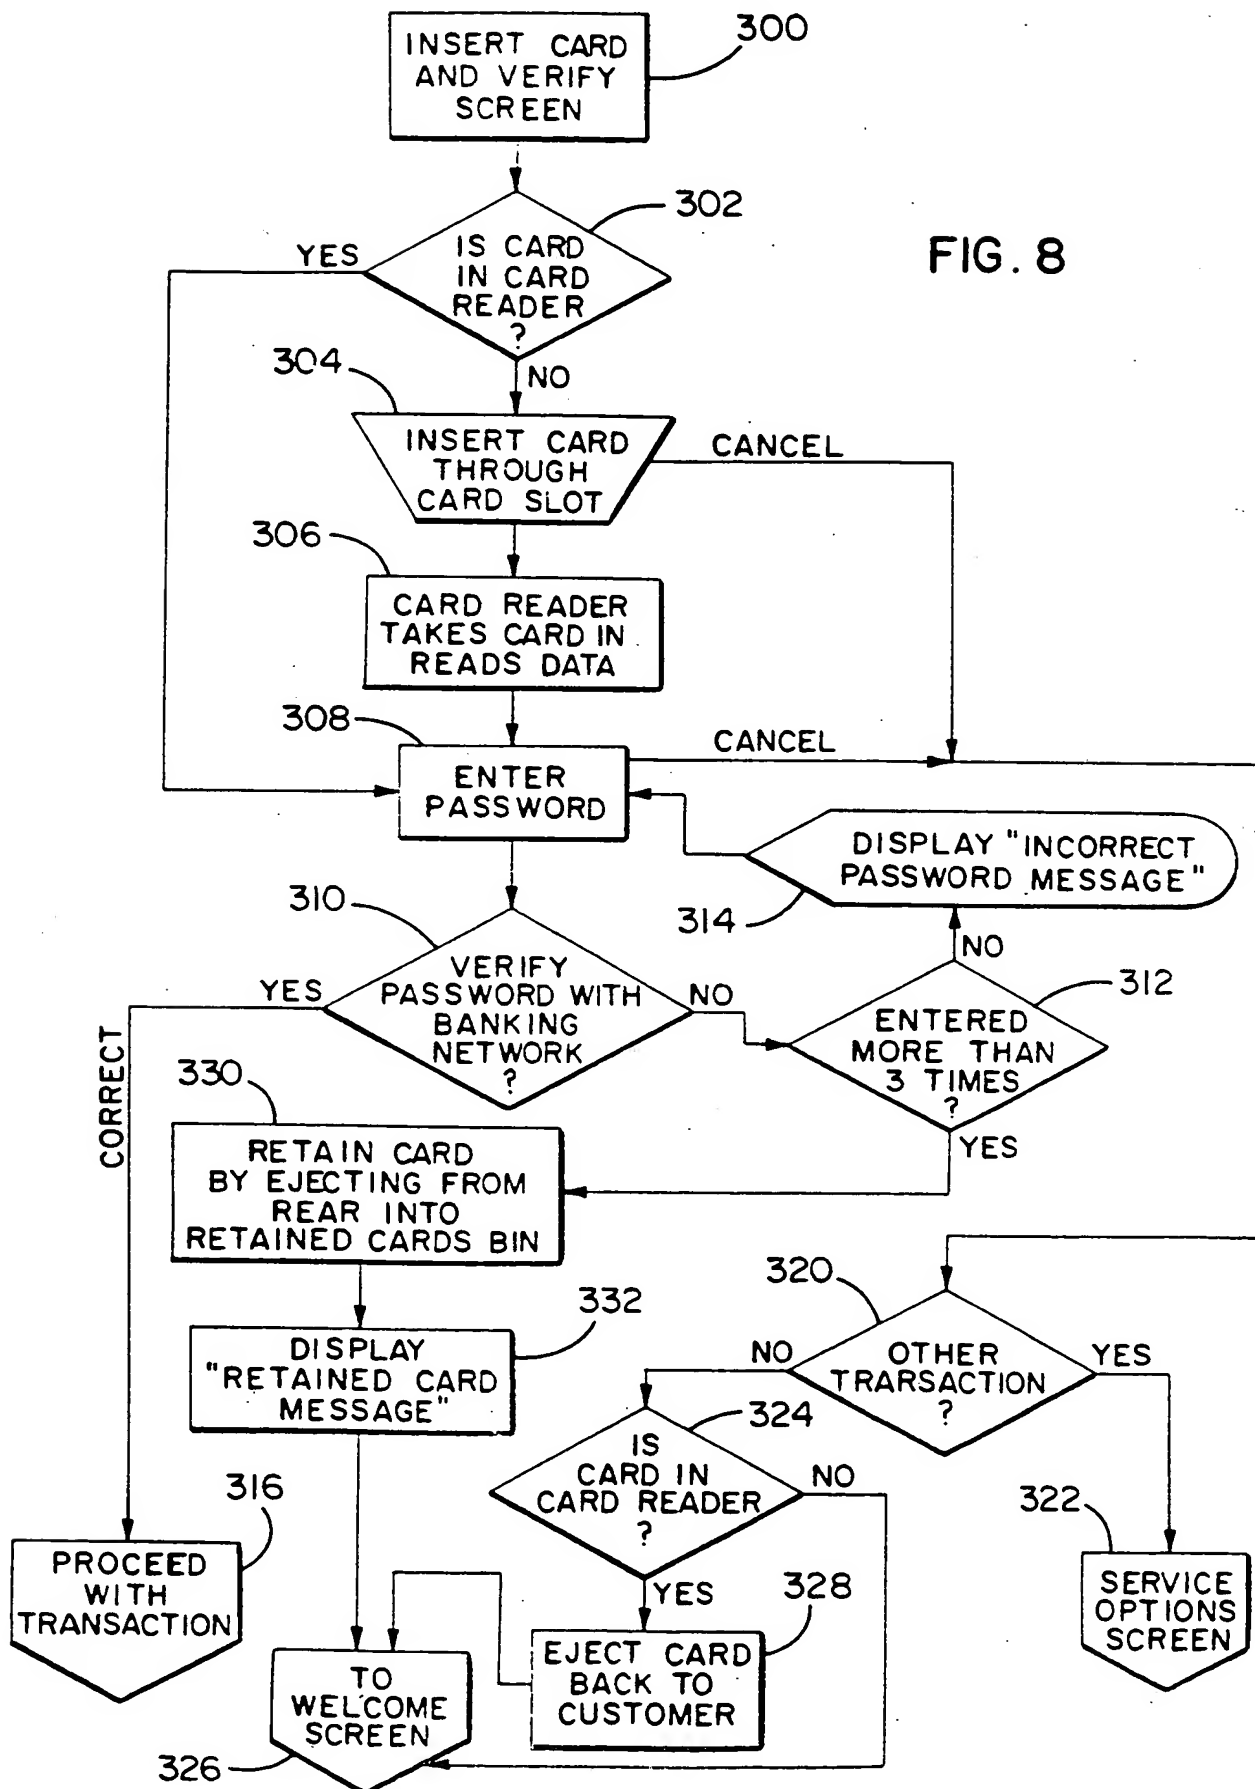 300
INSERT CARD
AND VERIFY
SCREEN
302
FIG. 8
YES
IS CARD
IN CARD
READER
?
304
NO
INSERT CARD
THROUGH
CARD SLOT
CANCEL
306
CARD READER
TAKES CARD IN
READS DATA
308
CANCEL
ENTER
PASSWORD
DISPLAY "INCORRECT
PASSWORD MESSAGE"
314
310
NO
YES
VERIFY
PASSWORD WITH
BANKING
NETWORK
?
NO
312
ENTERED
MORE THAN
3 TIMES
?
CORRECT
330
YES
RETAIN CARD
BY EJECTING FROM
REAR INTO
RETAINED CARDS BIN
320
332
DISPLAY
"RETAINED CARD
MESSAGE"
NO
OTHER
TRARSACTION
?
YES
324
IS
CARD IN
CARD READER
?
NO
316
322
PROCEED
WITH
TRANSACTION
YES
328
SERVICE
OPTIONS
SCREEN
EJECT CARD
BACK TO
CUSTOMER
TO
WELCOME
SCREEN
326